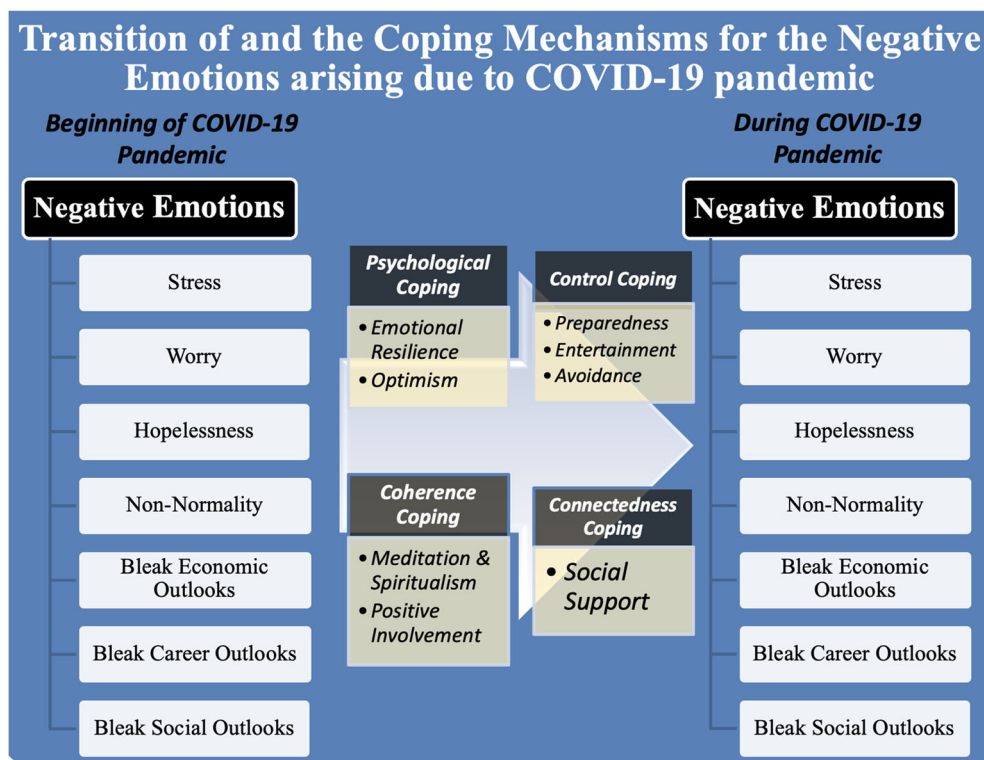 Transition of and the Coping Mechanisms for the Negative
Emotions arising due to COVID-19 pandemic
Beginning of COVID-19
Pandemic
Negative Emotions
Stress
Worry
Hopelessness
Non-Normality
Bleak Economic
Outlooks
Bleak Career Outlooks
Bleak Social Outlooks
Psychological
Coping
• Emotional
Resilience
• Optimism
Control Coping
• Preparedness
• Entertainment
• Avoidance
Coherence
Coping
• Meditation &
Spiritualism
• Positive
Involvement
Connectedness
Coping
• Social
Support
During COVID-19
Pandemic
Negative Emotions
Stress
Worry
Hopelessness
Non-Normality
Bleak Economic
Outlooks
Bleak Career Outlooks
Bleak Social Outlooks